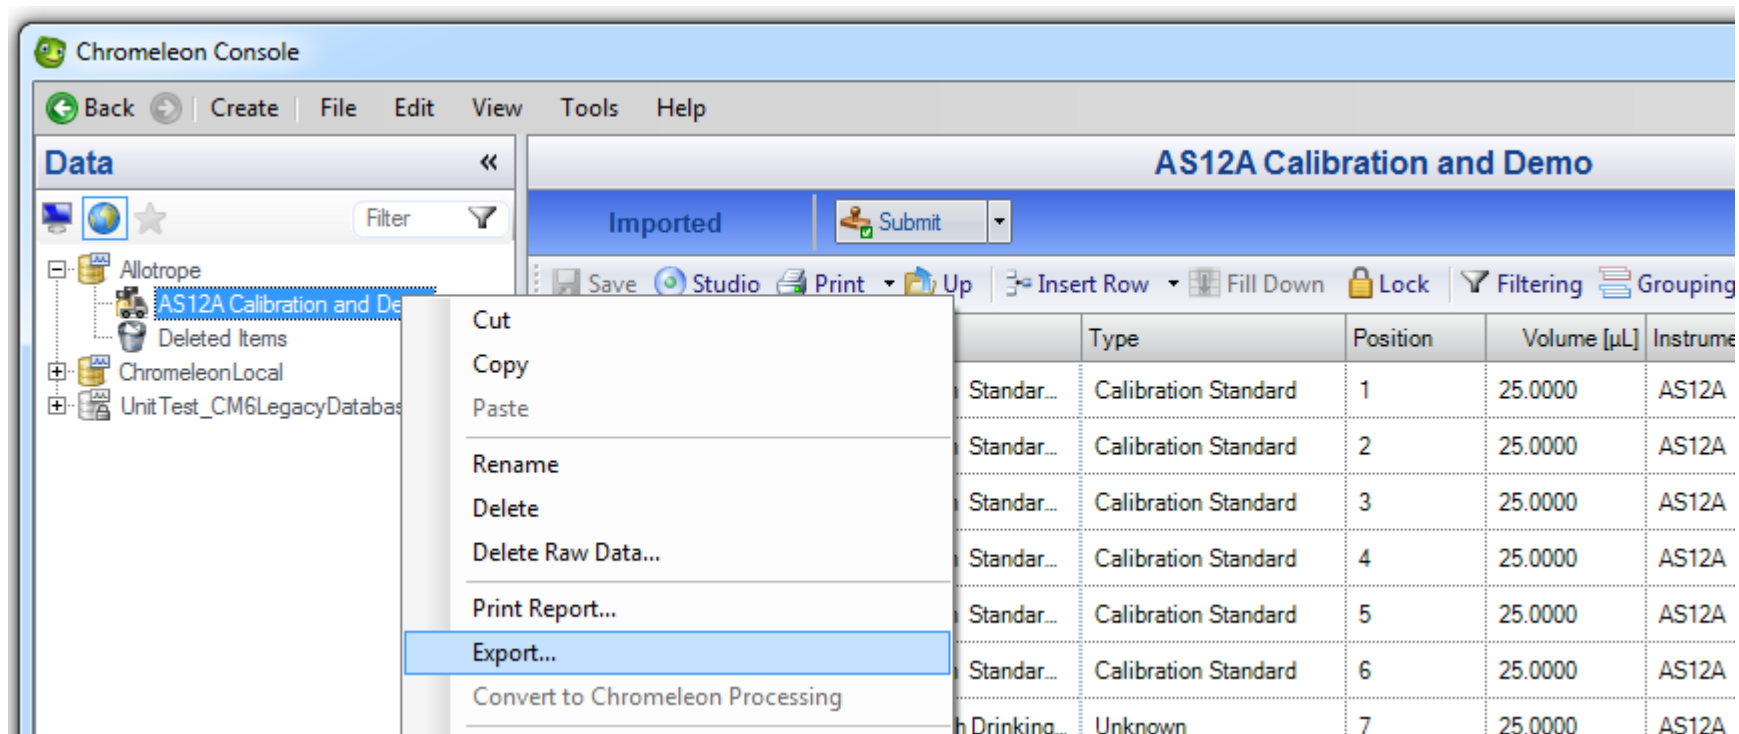 Chromeleon Console
Back Create File Edit View Tools Help
Data «
AS12A Calibration and Demo
Filter
Imported Submit
Allotrope
AS12A Calibration and De
Deleted Items
ChromeleonLocal
UnitTest_CM6LegacyDatabas
Save Studio Print Up Insert Row Fill Down Lock Filtering Grouping
Cut
Copy
Paste
Rename
Delete
Delete Raw Data...
Print Report...
Export...
Convert to Chromeleon Processing
Type Position Volume [µL] Instrume
Standar... Calibration Standard 1 25.0000 AS12A
Standar... Calibration Standard 2 25.0000 AS12A
Standar... Calibration Standard 3 25.0000 AS12A
Standar... Calibration Standard 4 25.0000 AS12A
Standar... Calibration Standard 5 25.0000 AS12A
Standar... Calibration Standard 6 25.0000 AS12A
h Drinking... Unknown 7 25.0000 AS12A